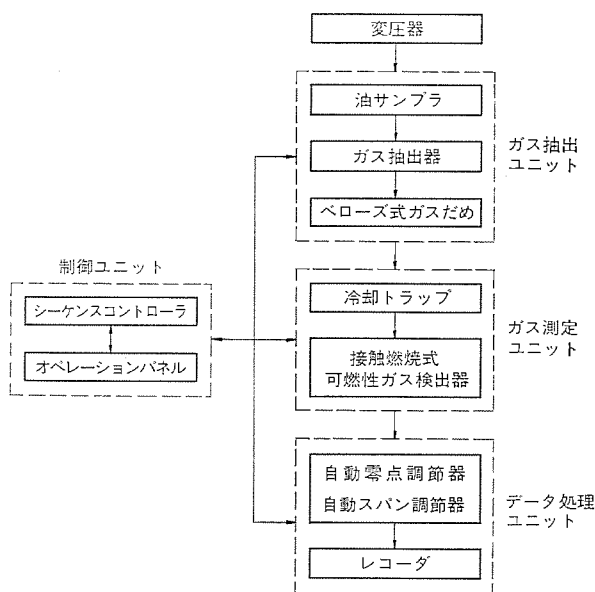 変圧器
油サンプラ
ガス抽出器
ベローズ式ガスだめ
ガス抽出
ユニット
制御ユニット
シーケンスコントローラ
オペレーションパネル
冷却トラップ
接触燃焼式
可燃性ガス検出器
ガス測定
ユニット
自動零点調節器
自動スパン調節器
レコーダ
データ処理
ユニット